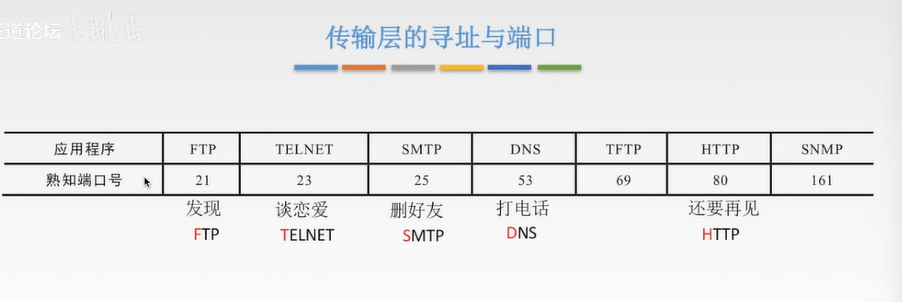 王道论坛
传输层的寻址与端口
应用程序 FTP TELNET SMTP DNS TFTP HTTP SNMP
熟知端口号 21 23 25 53 69 80 161
发现 谈恋爱 删好友 打电话 还要再见
FTP TELNET SMTP DNS HTTP